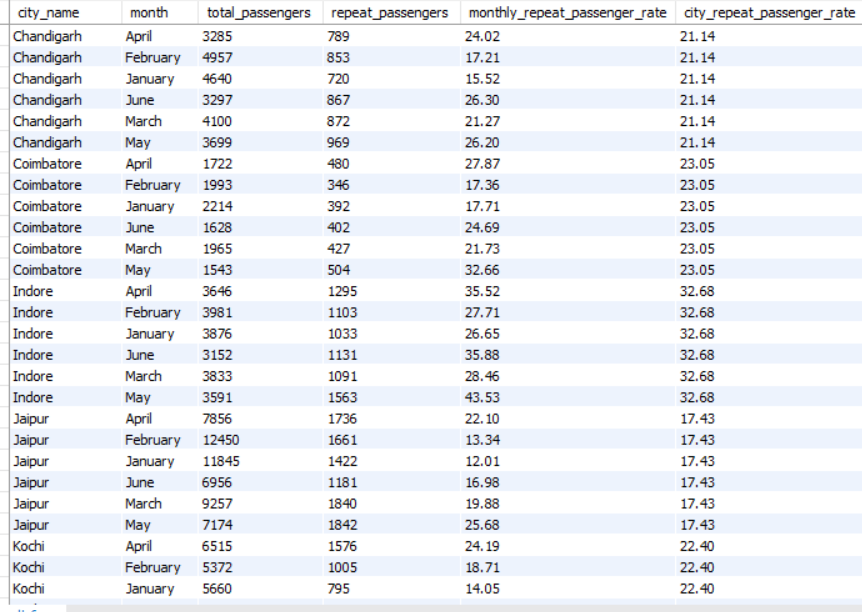 city_name month total_passengers repeat_passengers monthly_repeat_passenger_rate city_repeat_passenger_rate
Chandigarh April 3285 789 24.02 21.14
Chandigarh February 4957 853 17.21 21.14
Chandigarh January 4640 720 15.52 21.14
Chandigarh June 3297 867 26.30 21.14
Chandigarh March 4100 872 21.27 21.14
Chandigarh May 3699 969 26.20 21.14
Coimbatore April 1722 480 27.87 23.05
Coimbatore February 1993 346 17.36 23.05
Coimbatore January 2214 392 17.71 23.05
Coimbatore June 1628 402 24.69 23.05
Coimbatore March 1965 427 21.73 23.05
Coimbatore May 1543 504 32.66 23.05
Indore April 3646 1295 35.52 32.68
Indore February 3981 1103 27.71 32.68
Indore January 3876 1033 26.65 32.68
Indore June 3152 1131 35.88 32.68
Indore March 3833 1091 28.46 32.68
Indore May 3591 1563 43.53 32.68
Jaipur April 7856 1736 22.10 17.43
Jaipur February 12450 1661 13.34 17.43
Jaipur January 11845 1422 12.01 17.43
Jaipur June 6956 1181 16.98 17.43
Jaipur March 9257 1840 19.88 17.43
Jaipur May 7174 1842 25.68 17.43
Kochi April 6515 1576 24.19 22.40
Kochi February 5372 1005 18.71 22.40
Kochi January 5660 795 14.05 22.40